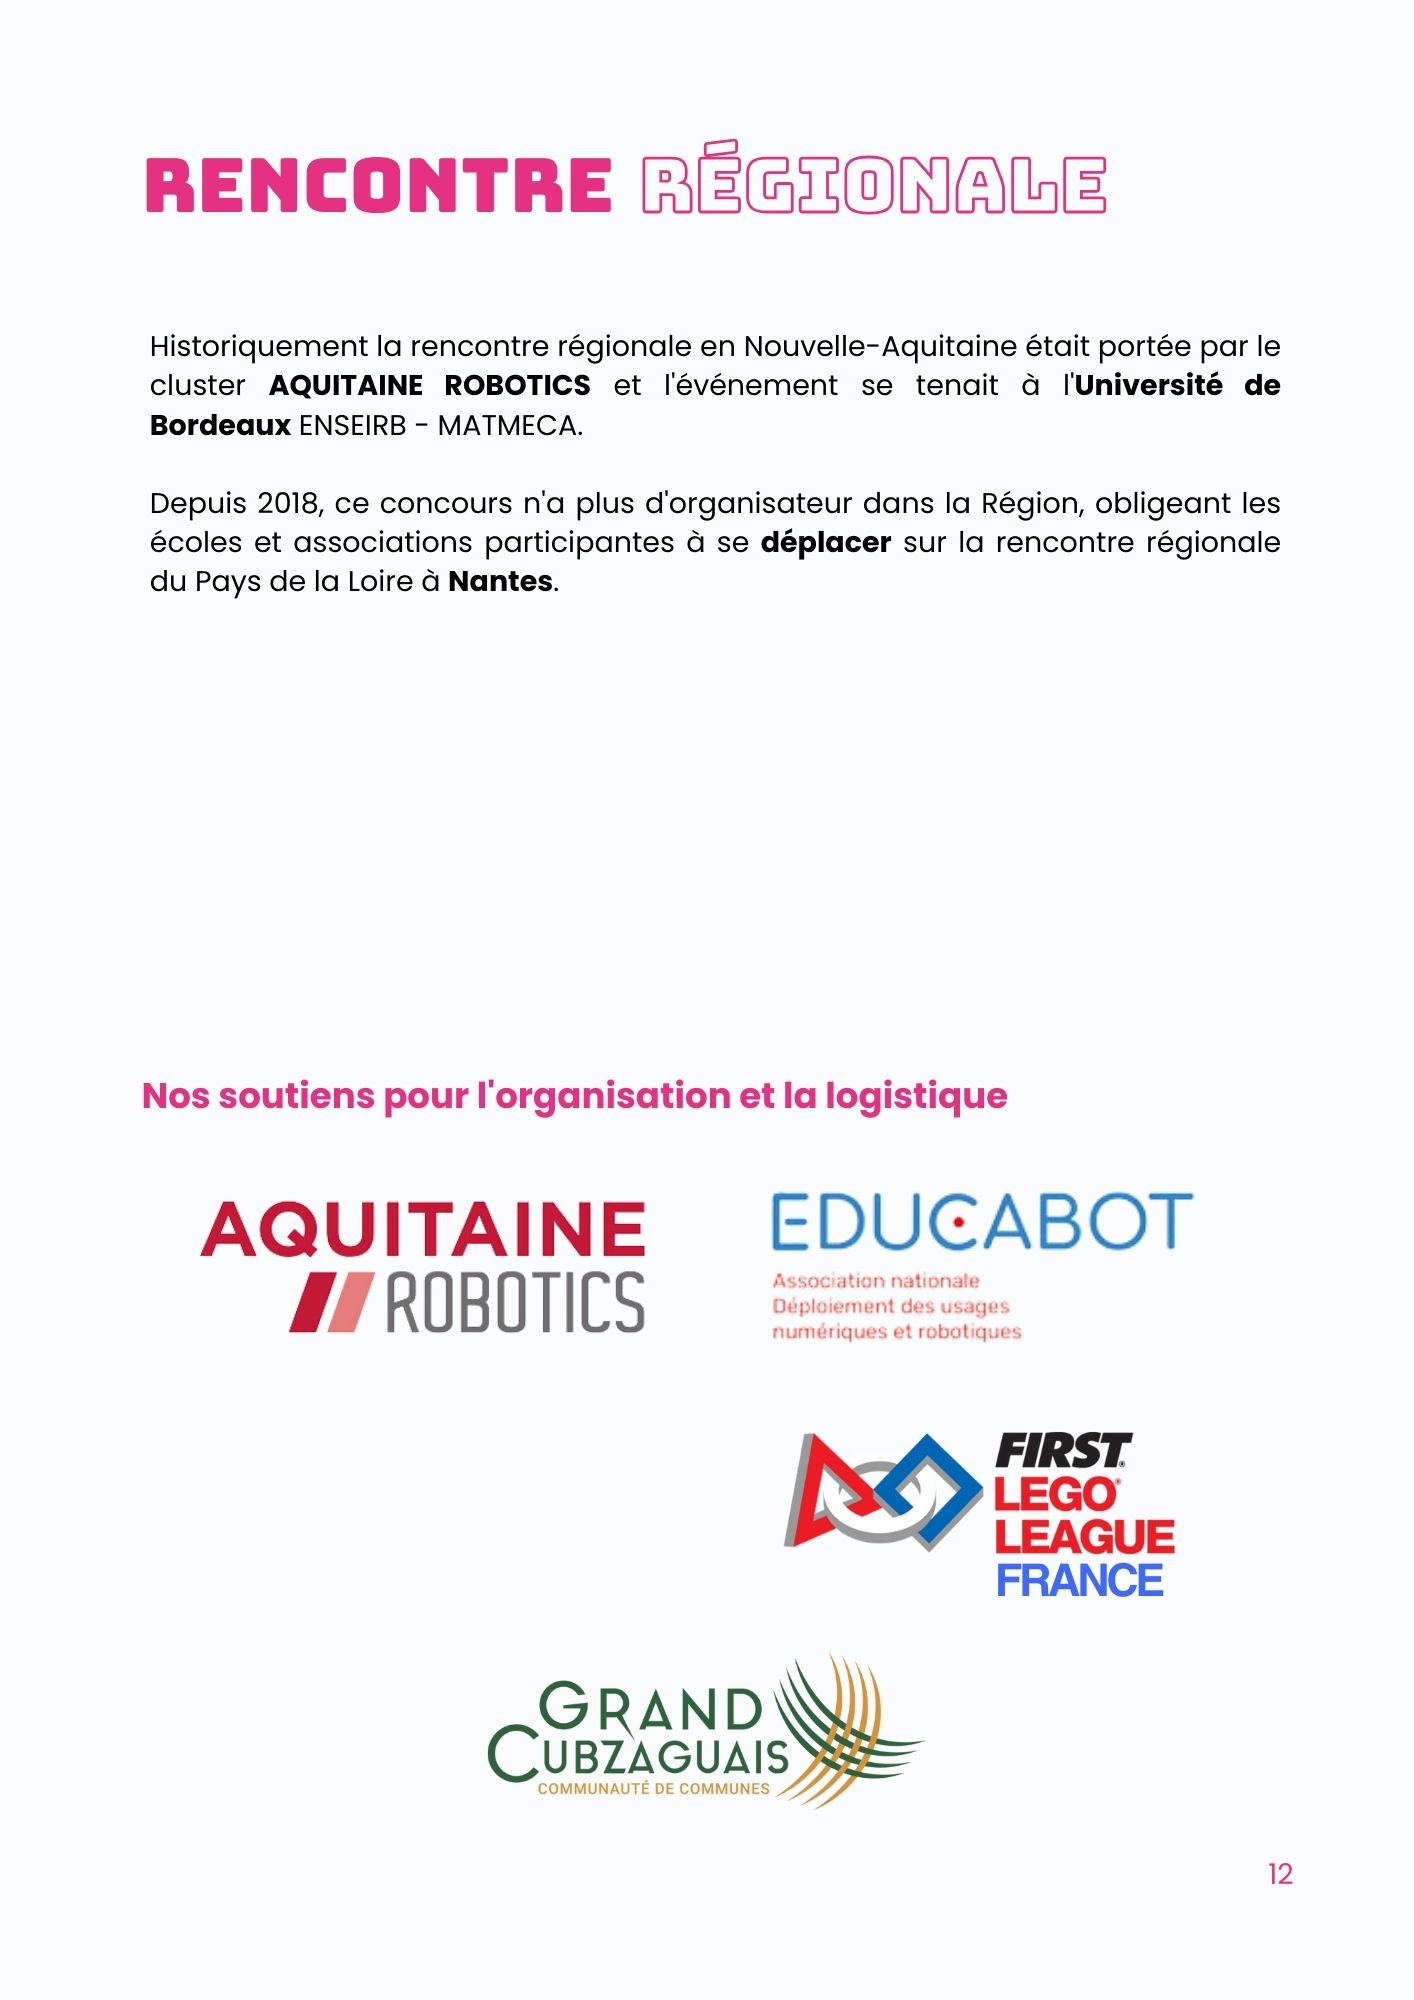 RENCONTRE RÉGIONALE
Historiquement la rencontre régionale en Nouvelle-Aquitaine était portée par le
cluster AQUITAINE ROBOTICS et l'événement se tenait à l'Université de
Bordeaux ENSEIRB - MATMECA.
Depuis 2018, ce concours n'a plus d'organisateur dans la Région, obligeant les
écoles et associations participantes à se déplacer sur la rencontre régionale
du Pays de la Loire à Nantes.
Nos soutiens pour l'organisation et la logistique
AQUITAINE
ROBOTICS
EDUCABOT
Association nationale
Déploiement des usages
numériques et robotiques
FIRST®
LEGO®
LEAGUE
FRANCE
GRAND
CUBZAGUAIS
COMMUNAUTÉ DE COMMUNES
12